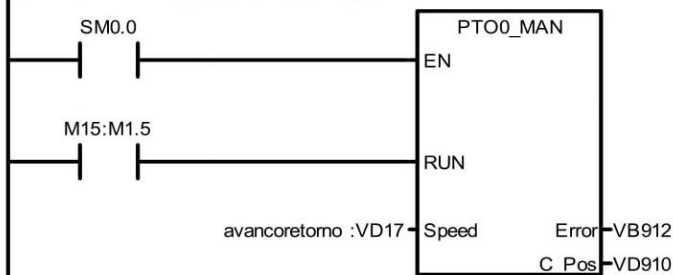 SM0.0
PTO0_MAN
EN
M15:M1.5
RUN
avancoretorno :VD17 Speed Error VB912
C_Pos VD910